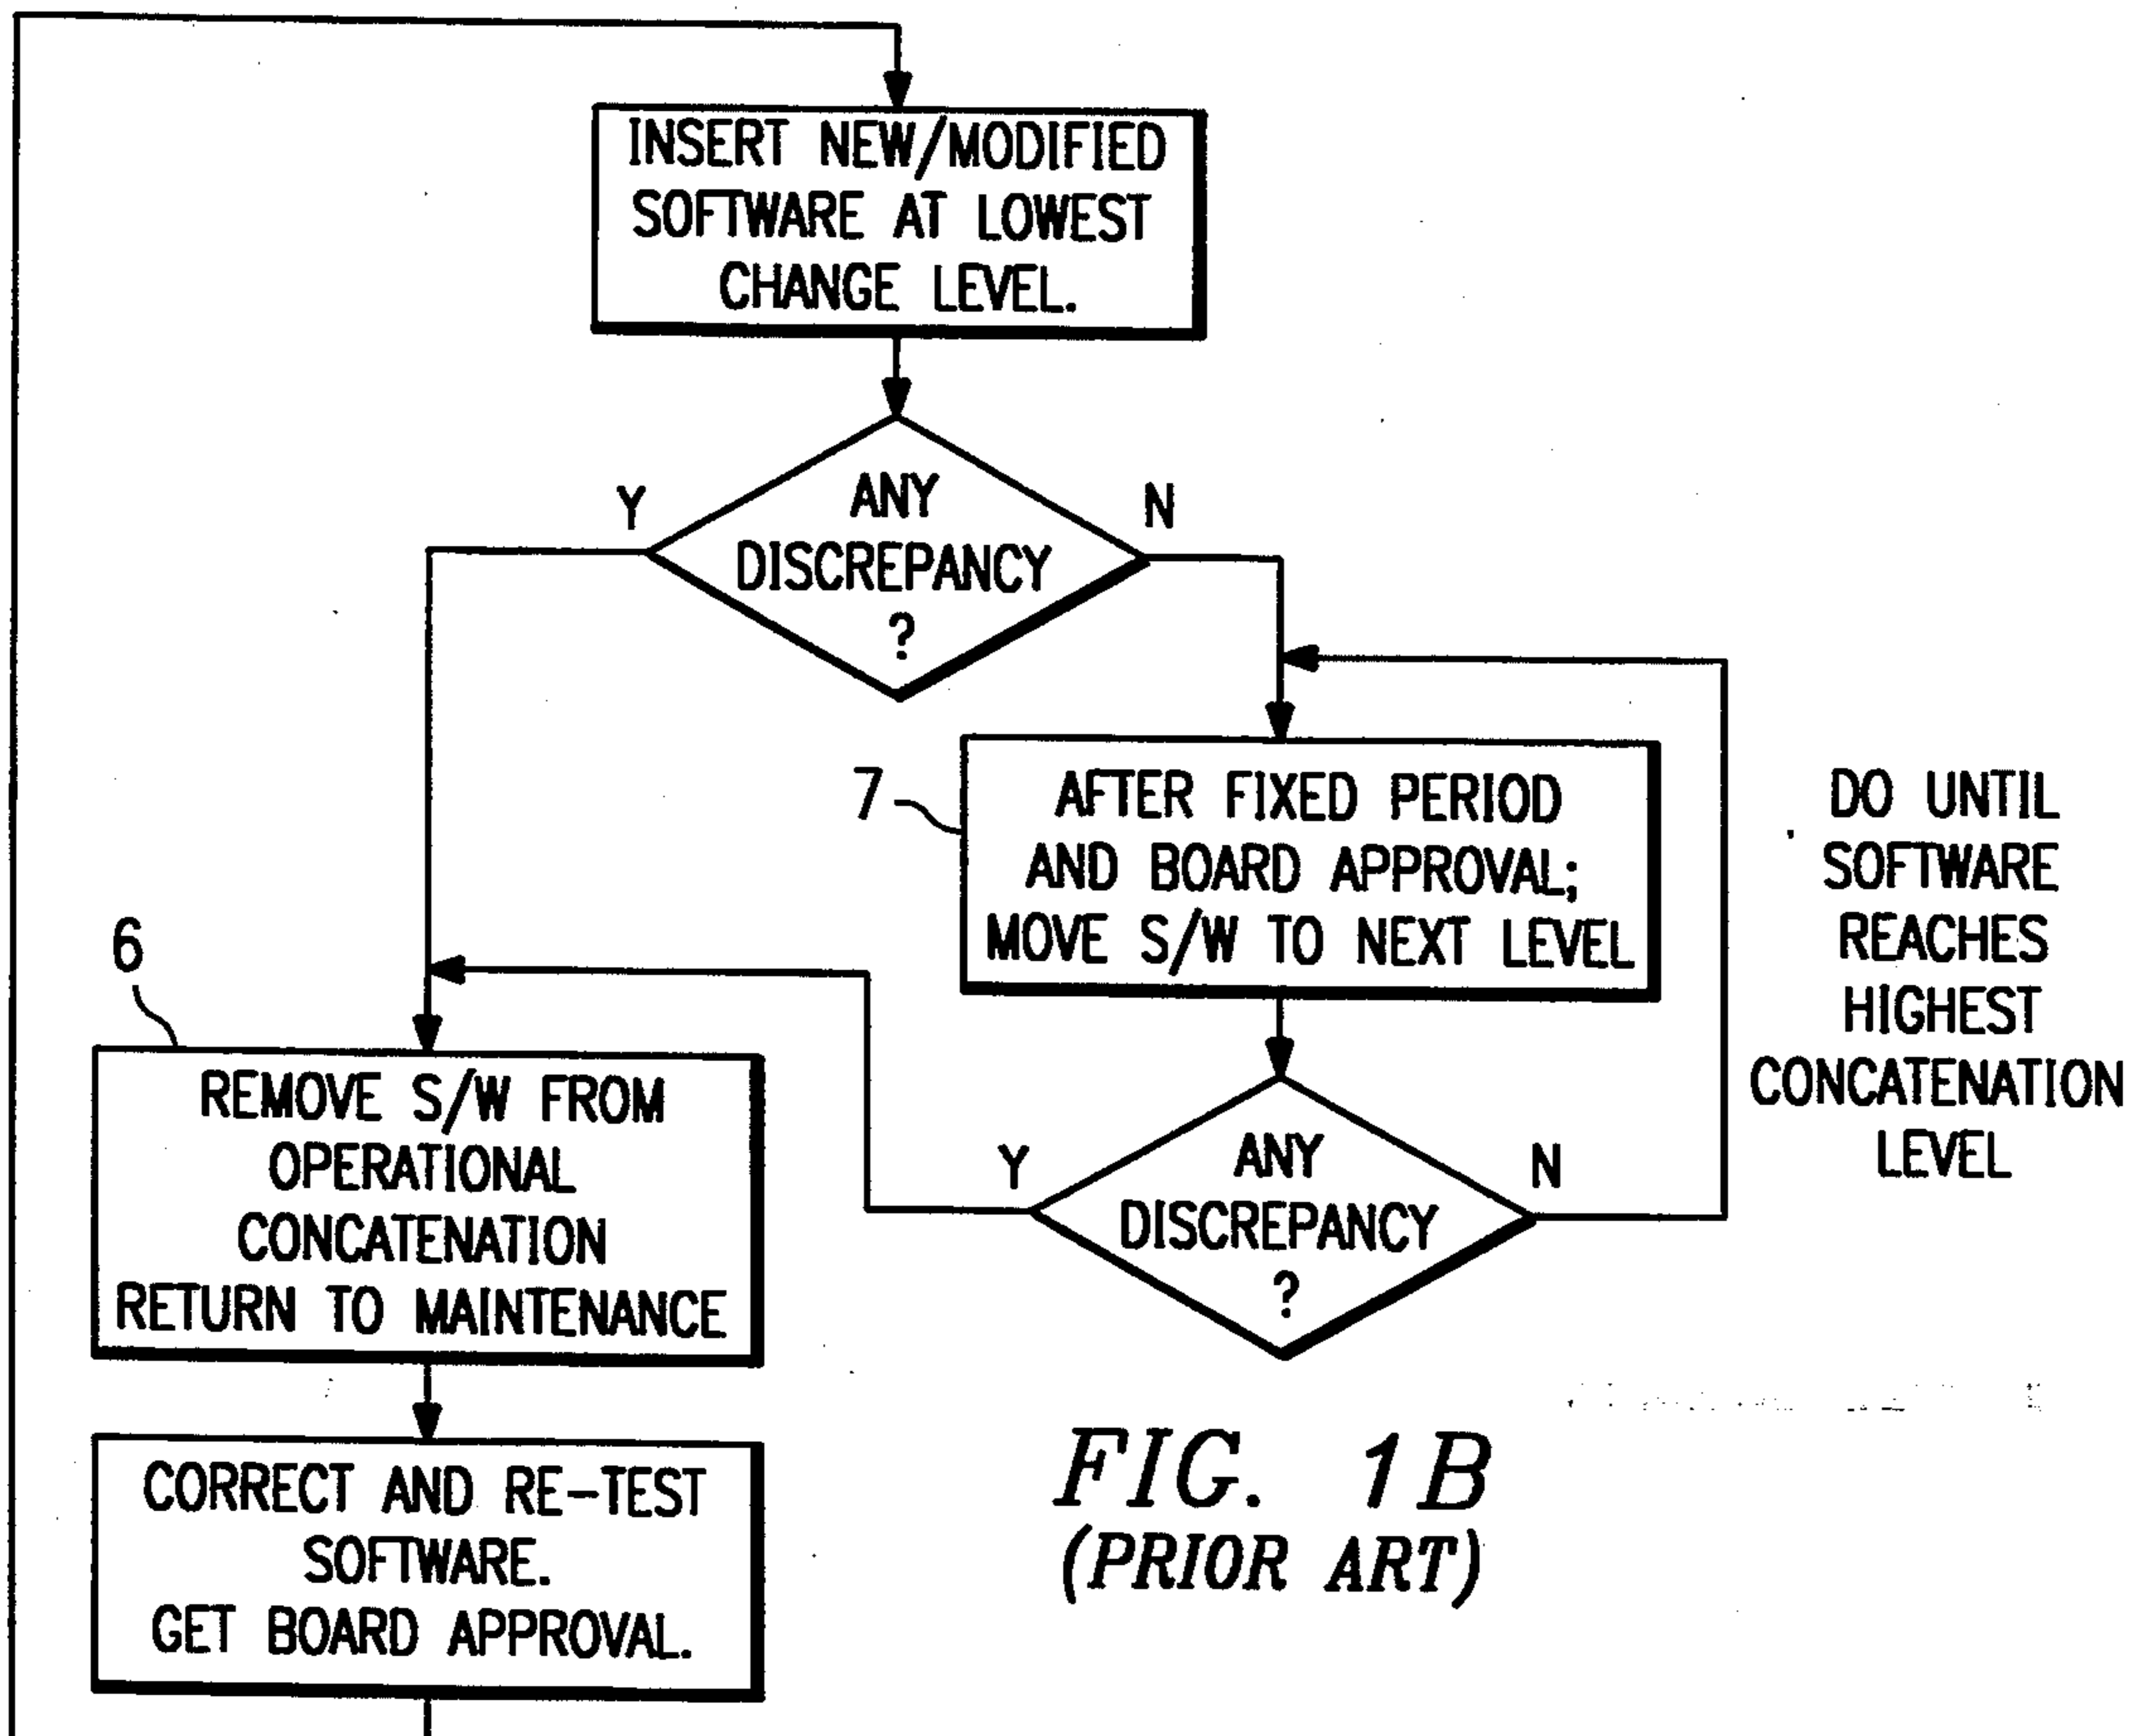 INSERT NEW/MODIFIED
SOFTWARE AT LOWEST
CHANGE LEVEL.
Y
ANY
DISCREPANCY
?
N
7
AFTER FIXED PERIOD
AND BOARD APPROVAL;
MOVE S/W TO NEXT LEVEL
DO UNTIL
SOFTWARE
REACHES
HIGHEST
CONCATENATION
LEVEL
6
REMOVE S/W FROM
OPERATIONAL
CONCATENATION
RETURN TO MAINTENANCE
Y
ANY
DISCREPANCY
?
N
CORRECT AND RE-TEST
SOFTWARE.
GET BOARD APPROVAL.
FIG. 1B
(PRIOR ART)